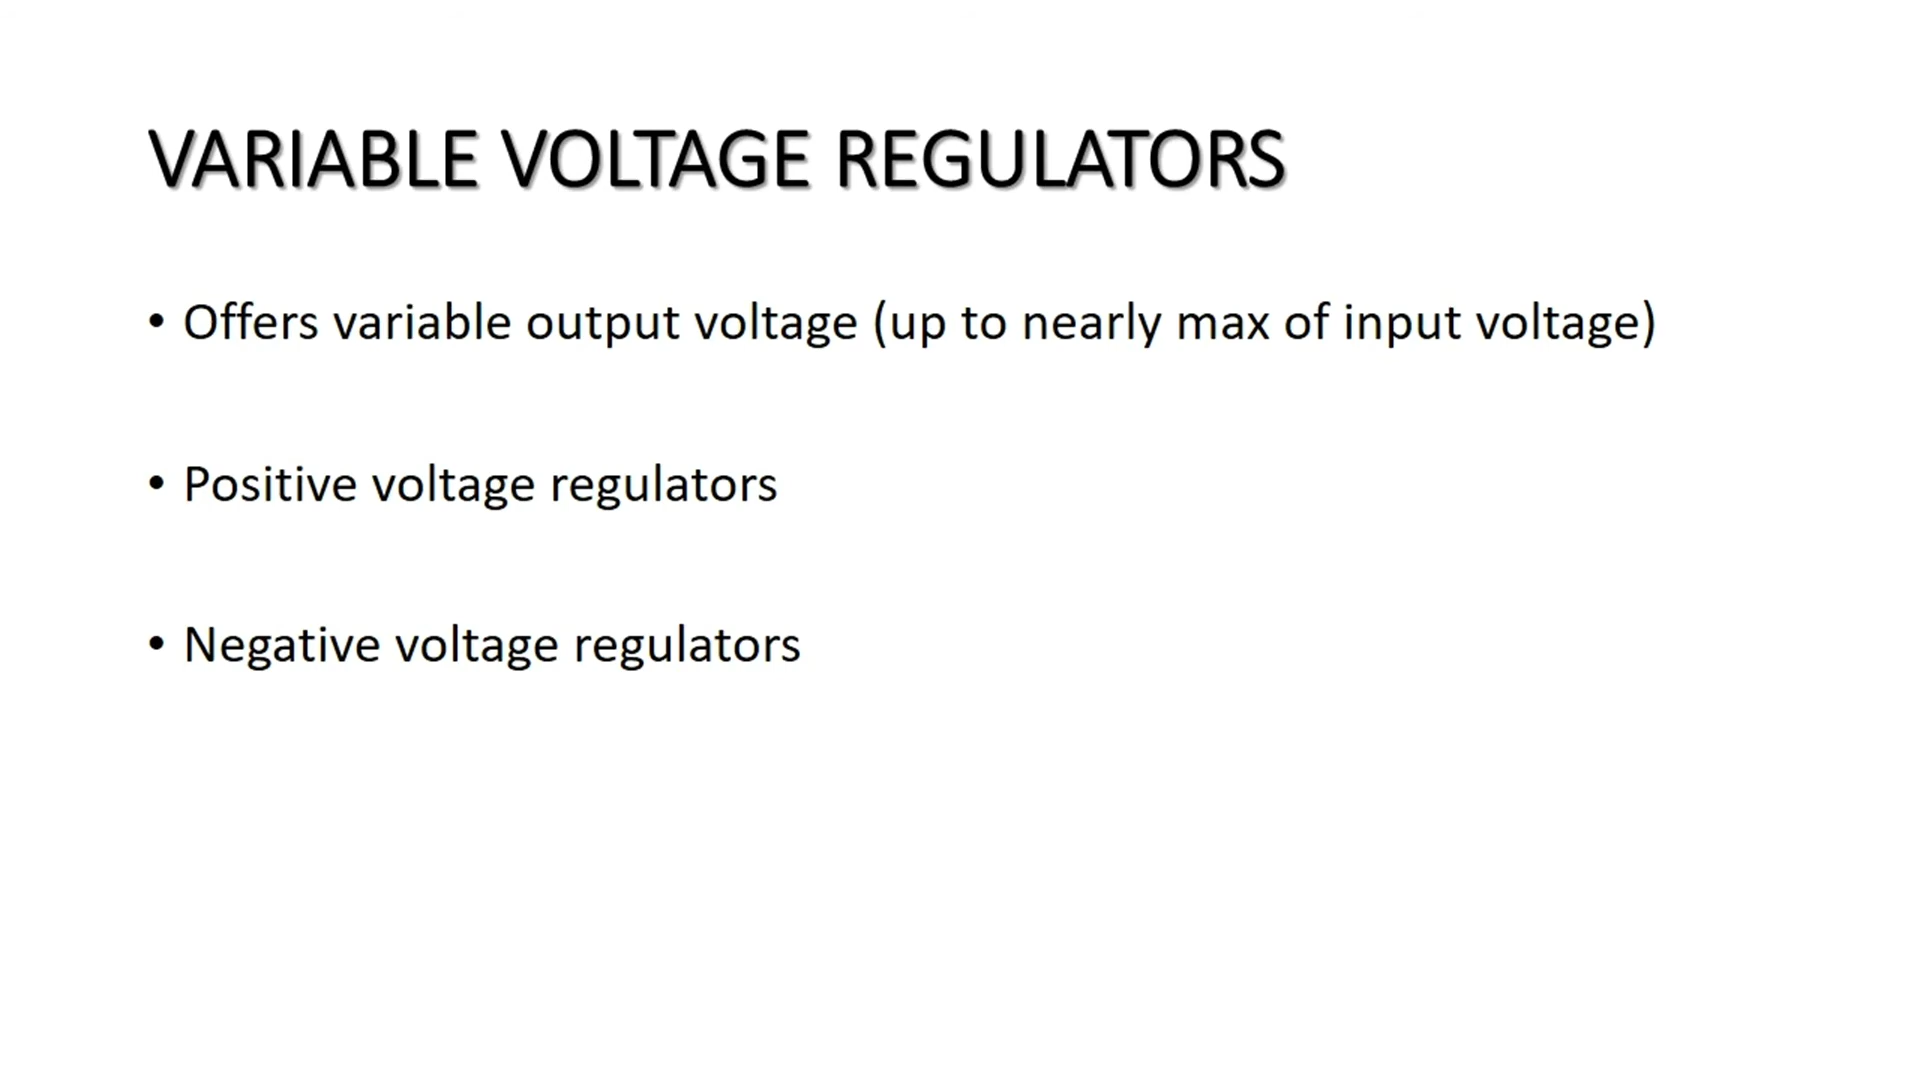 VARIABLE VOLTAGE REGULATORS
• Offers variable output voltage (up to nearly max of input voltage)
• Positive voltage regulators
• Negative voltage regulators